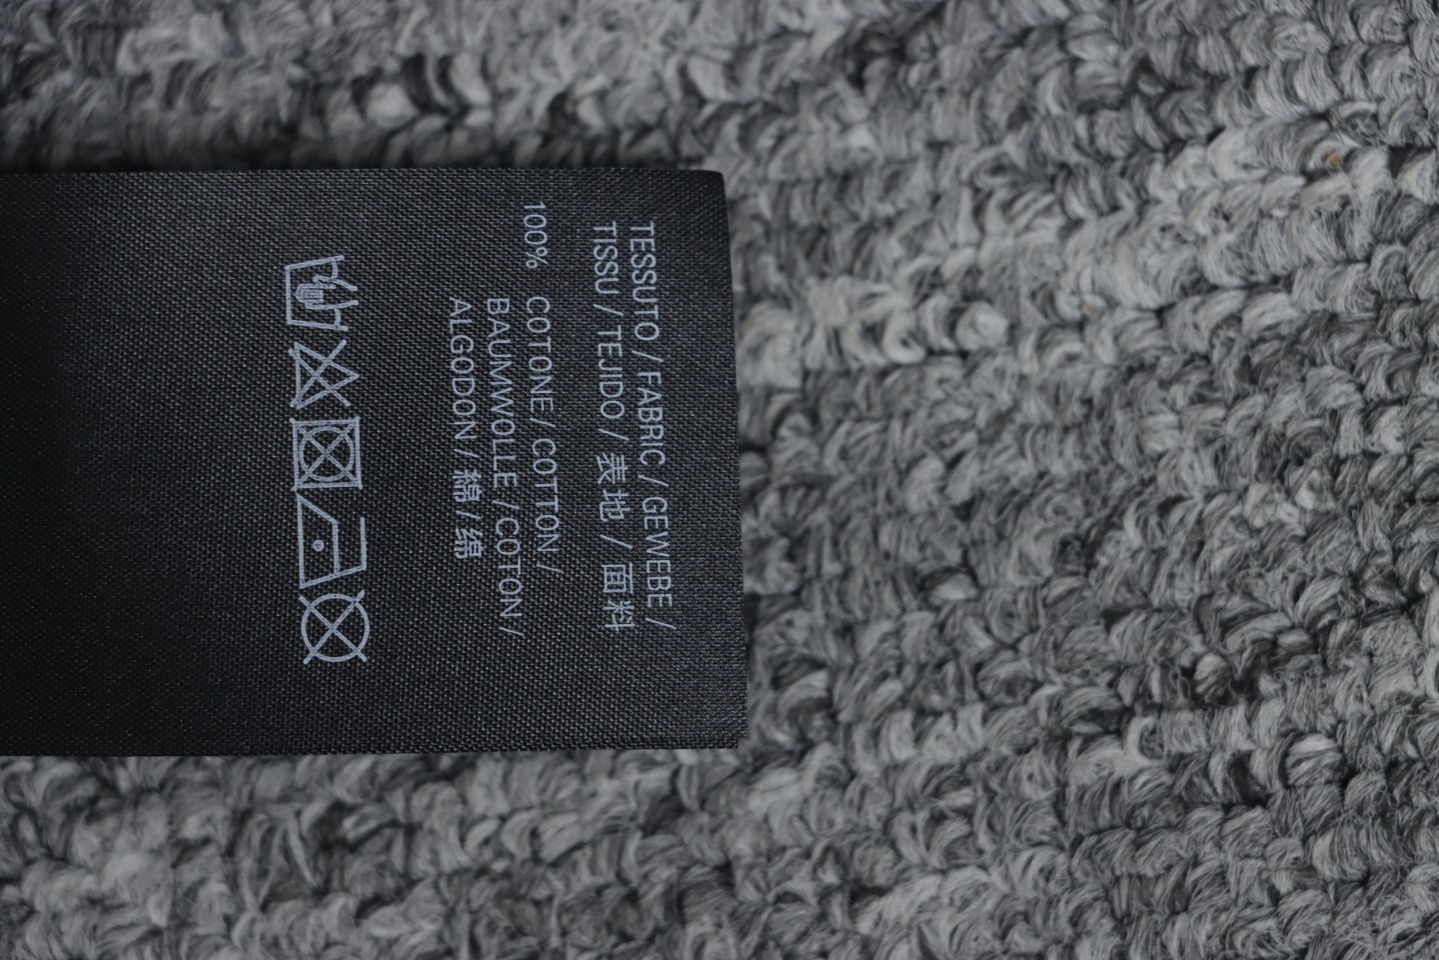 TESSUTO / FABRIC / GEWEBE /
TISSU / TEJIDO / 表地 / 面料
100% COTONE / COTTON /
BAUMWOLLE / COTON /
ALGODON / 綿 / 绵